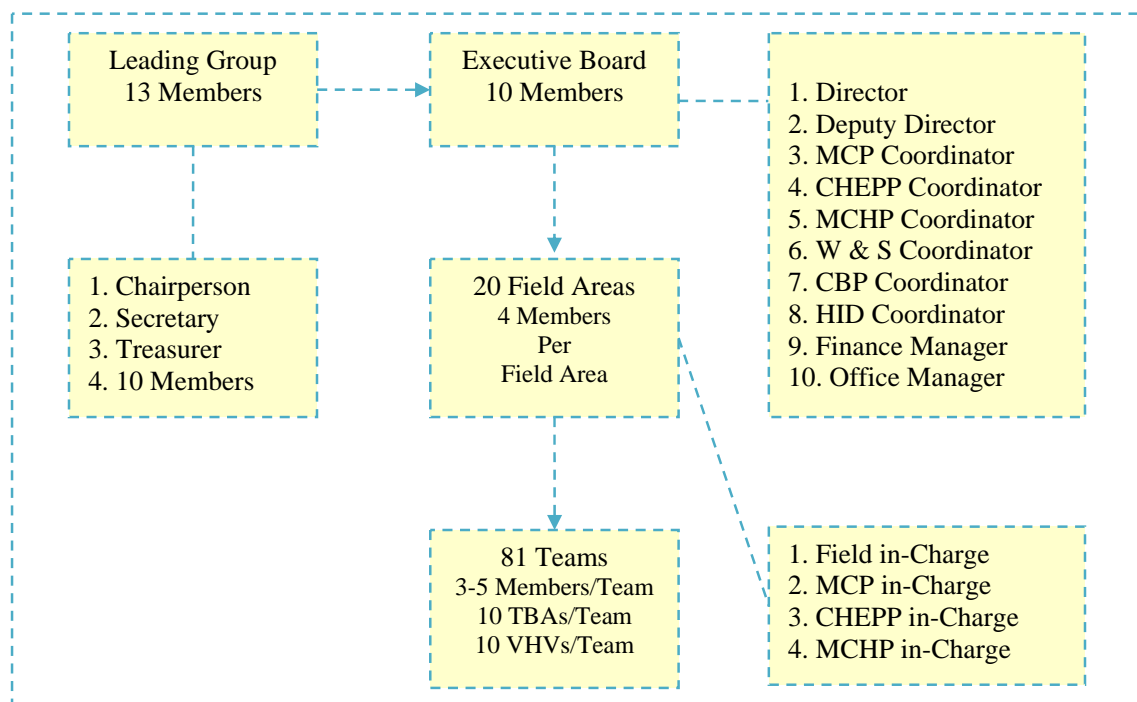 Leading Group
13 Members
Executive Board
10 Members
1. Director
2. Deputy Director
3. MCP Coordinator
4. CHEPP Coordinator
5. MCHP Coordinator
6. W & S Coordinator
7. CBP Coordinator
8. HID Coordinator
9. Finance Manager
10. Office Manager
1. Chairperson
2. Secretary
3. Treasurer
4. 10 Members
20 Field Areas
4 Members
Per
Field Area
81 Teams
3-5 Members/Team
10 TBAs/Team
10 VHVs/Team
1. Field in-Charge
2. MCP in-Charge
3. CHEPP in-Charge
4. MCHP in-Charge